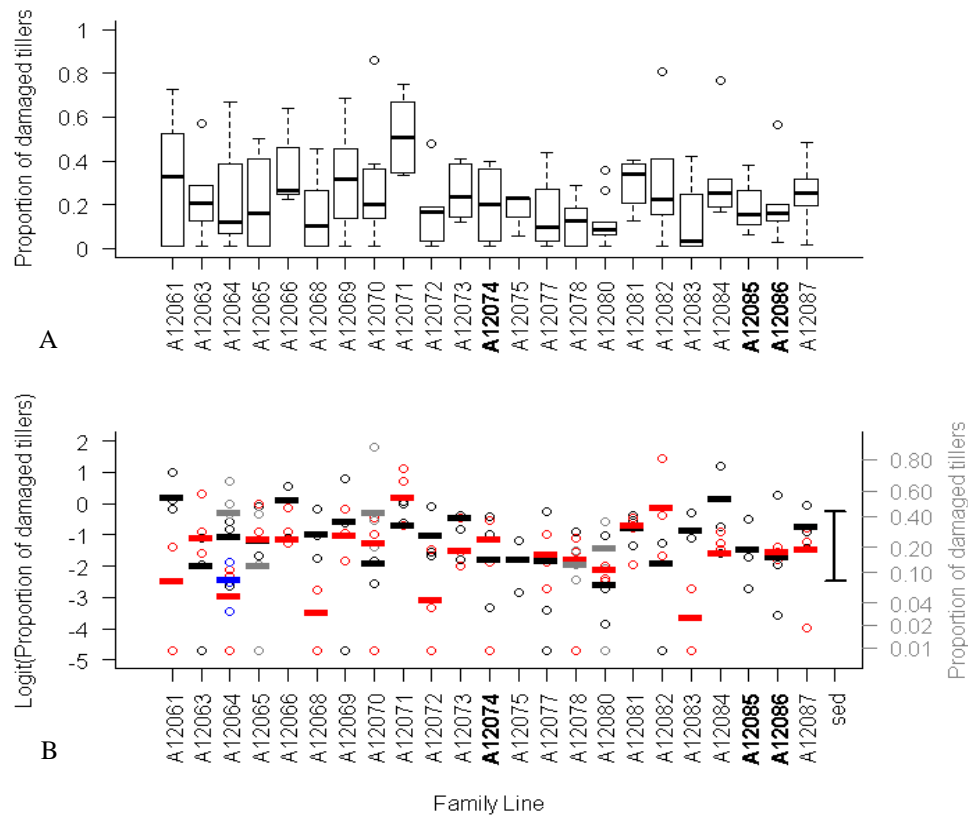 Proportion of damaged tillers
1
0.8
0.6
0.4
0.2
0
A12061
A12063
A12064
A12065
A12066
A12068
A12069
A12070
A12071
A12072
A12073
A12074
A12075
A12077
A12078
A12080
A12081
A12082
A12083
A12084
A12085
A12086
A12087
A
Logit(Proportion of damaged tillers)
2
1
0
-1
-2
-3
-4
-5
0.80
0.60
0.40
0.20
0.10
0.04
0.02
0.01
Proportion of damaged tillers
A12061
A12063
A12064
A12065
A12066
A12068
A12069
A12070
A12071
A12072
A12073
A12074
A12075
A12077
A12078
A12080
A12081
A12082
A12083
A12084
A12085
A12086
A12087
sed
B
Family Line